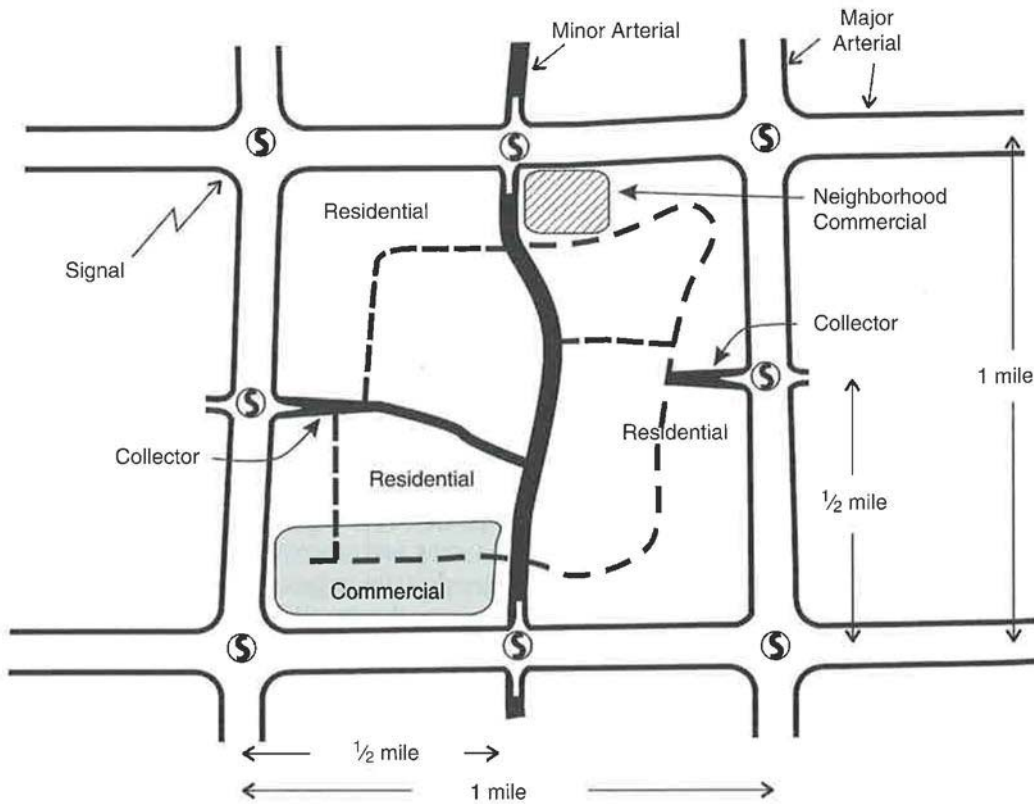 Minor Arterial
Major
Arterial
S
S
S
Residential
Neighborhood
Commercial
Signal
Collector
S
1 mile
S
Residential
Collector
Residential
½ mile
Commercial
S
S
S
½ mile
1 mile